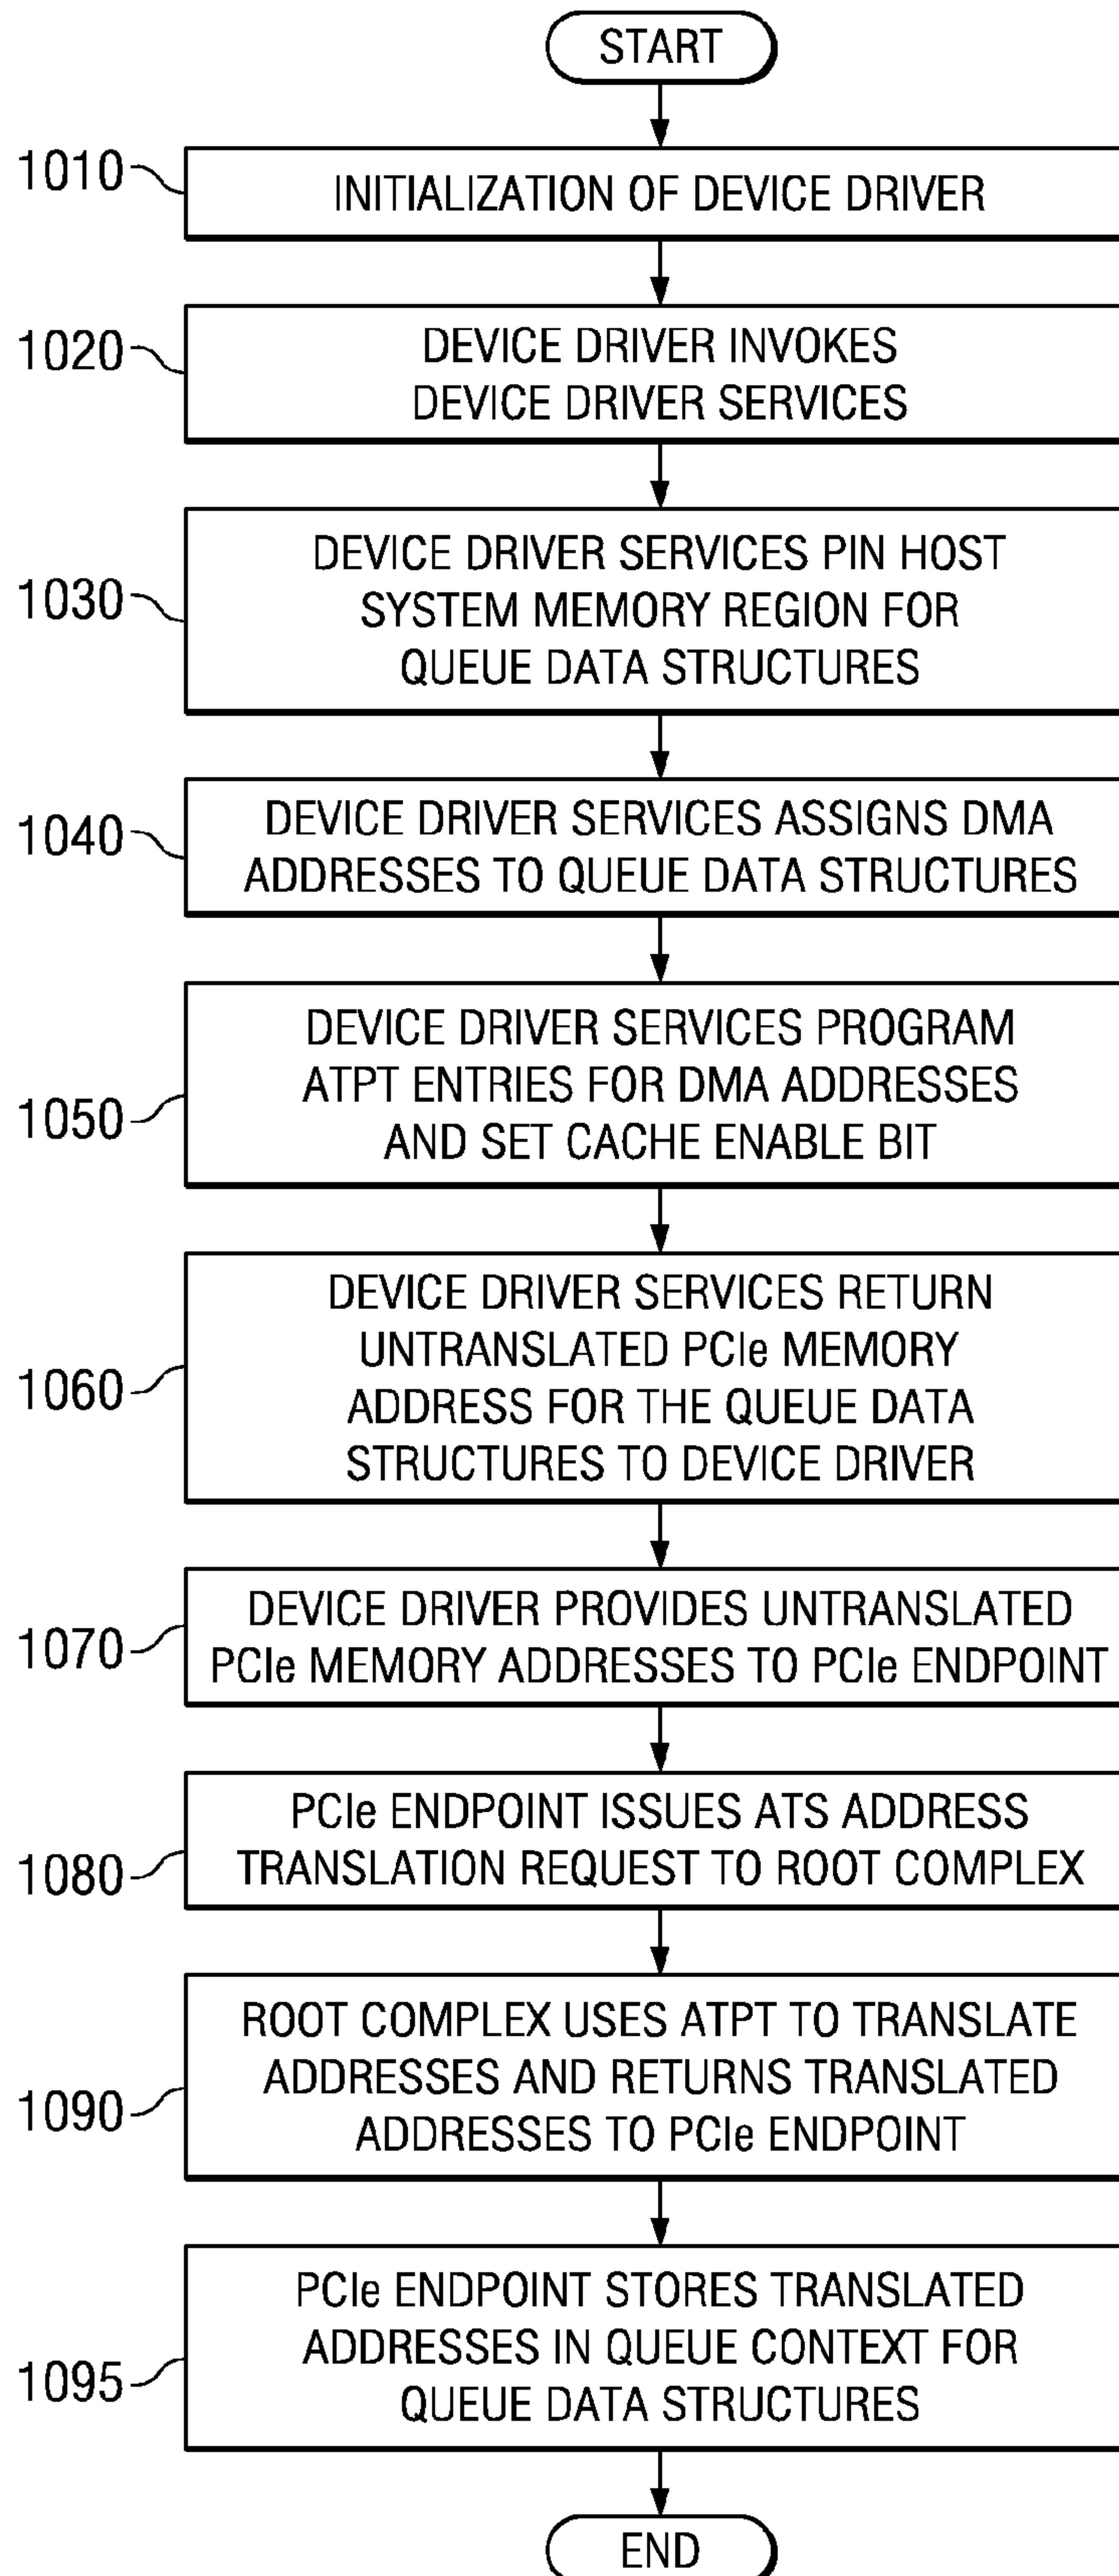 START
1010
INITIALIZATION OF DEVICE DRIVER
1020
DEVICE DRIVER INVOKES
DEVICE DRIVER SERVICES
1030
DEVICE DRIVER SERVICES PIN HOST
SYSTEM MEMORY REGION FOR
QUEUE DATA STRUCTURES
1040
DEVICE DRIVER SERVICES ASSIGNS DMA
ADDRESSES TO QUEUE DATA STRUCTURES
1050
DEVICE DRIVER SERVICES PROGRAM
ATPT ENTRIES FOR DMA ADDRESSES
AND SET CACHE ENABLE BIT
1060
DEVICE DRIVER SERVICES RETURN
UNTRANSLATED PCIe MEMORY
ADDRESS FOR THE QUEUE DATA
STRUCTURES TO DEVICE DRIVER
1070
DEVICE DRIVER PROVIDES UNTRANSLATED
PCIe MEMORY ADDRESSES TO PCIe ENDPOINT
1080
PCIe ENDPOINT ISSUES ATS ADDRESS
TRANSLATION REQUEST TO ROOT COMPLEX
1090
ROOT COMPLEX USES ATPT TO TRANSLATE
ADDRESSES AND RETURNS TRANSLATED
ADDRESSES TO PCIe ENDPOINT
1095
PCIe ENDPOINT STORES TRANSLATED
ADDRESSES IN QUEUE CONTEXT FOR
QUEUE DATA STRUCTURES
END